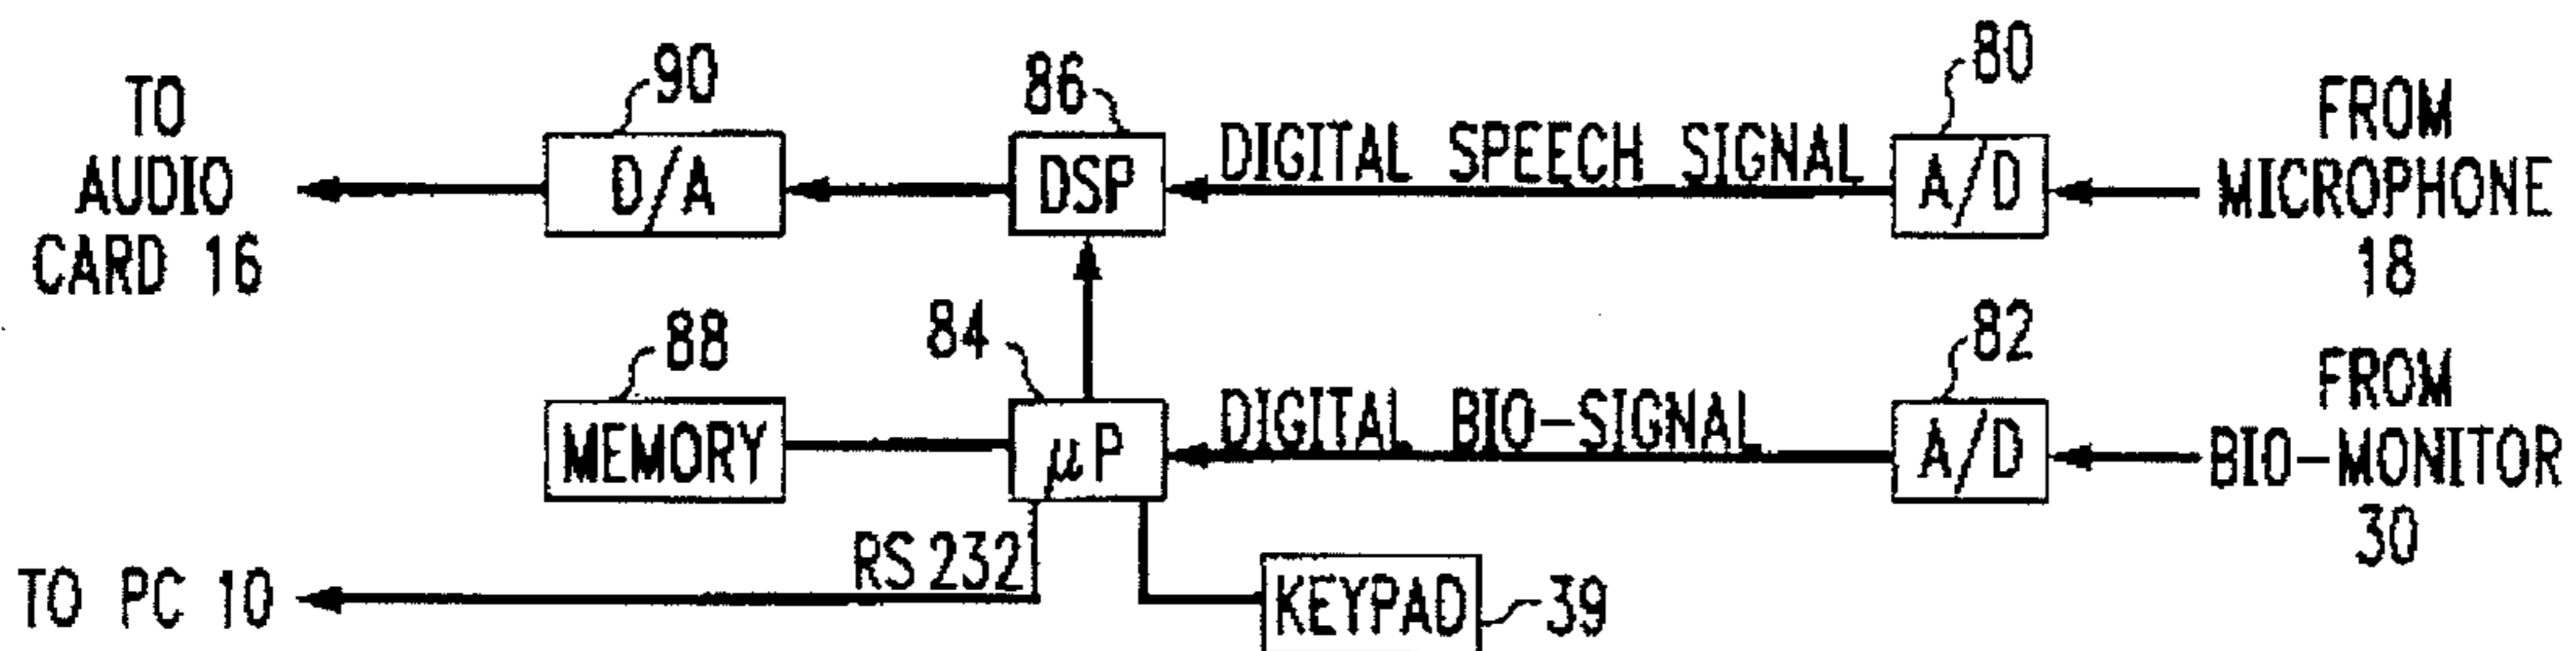 TO
AUDIO
CARD 16
90
D/A
86
DSP
DIGITAL SPEECH SIGNAL
80
A/D
FROM
MICROPHONE
18
88
MEMORY
84
µP
DIGITAL BIO-SIGNAL
82
A/D
FROM
BIO-MONITOR
30
TO PC 10
RS 232
KEYPAD
39